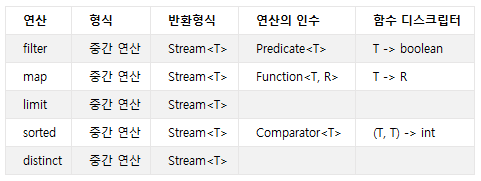 연산 형식 반환형식 연산의 인수 함수 디스크립터
filter 중간 연산 Stream<T> Predicate<T> T -> boolean
map 중간 연산 Stream<T> Function<T, R> T -> R
limit 중간 연산 Stream<T>
sorted 중간 연산 Stream<T> Comparator<T> (T, T) -> int
distinct 중간 연산 Stream<T>